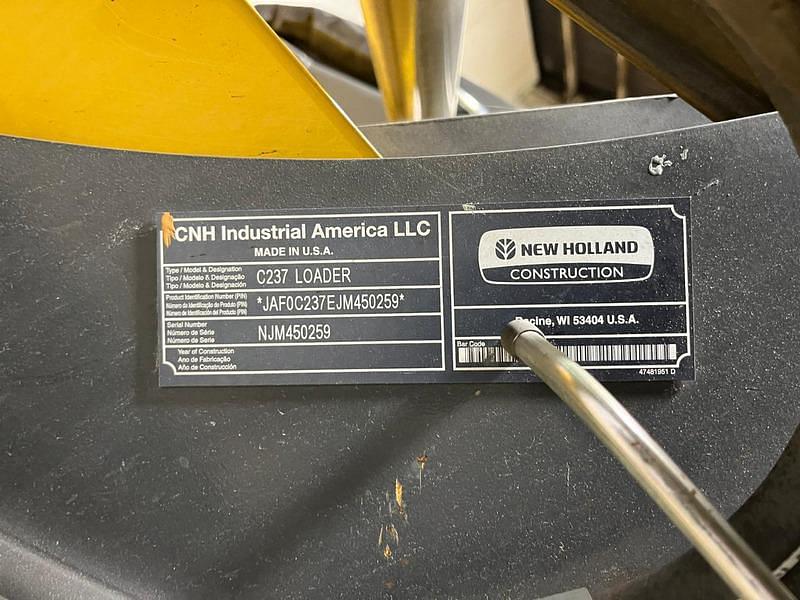 CNH Industrial America LLC
MADE IN U.S.A.
Type / Model & Designation
Tipo / Modelo & Designação
Tipo / Modelo & Designación
C237 LOADER
Product Identification Number (PIN)
Número da Identificação do Produto (PIN)
Número de Identificación del Producto (PIN)
*JAF0C237EJM450259*
Serial Number
Número de Série
Número de Serie
NJM450259
Year of Construction
Ano de Fabricação
Año de Construcción
NEW HOLLAND
CONSTRUCTION
Racine, WI 53404 U.S.A.
Bar Code
47481951 D